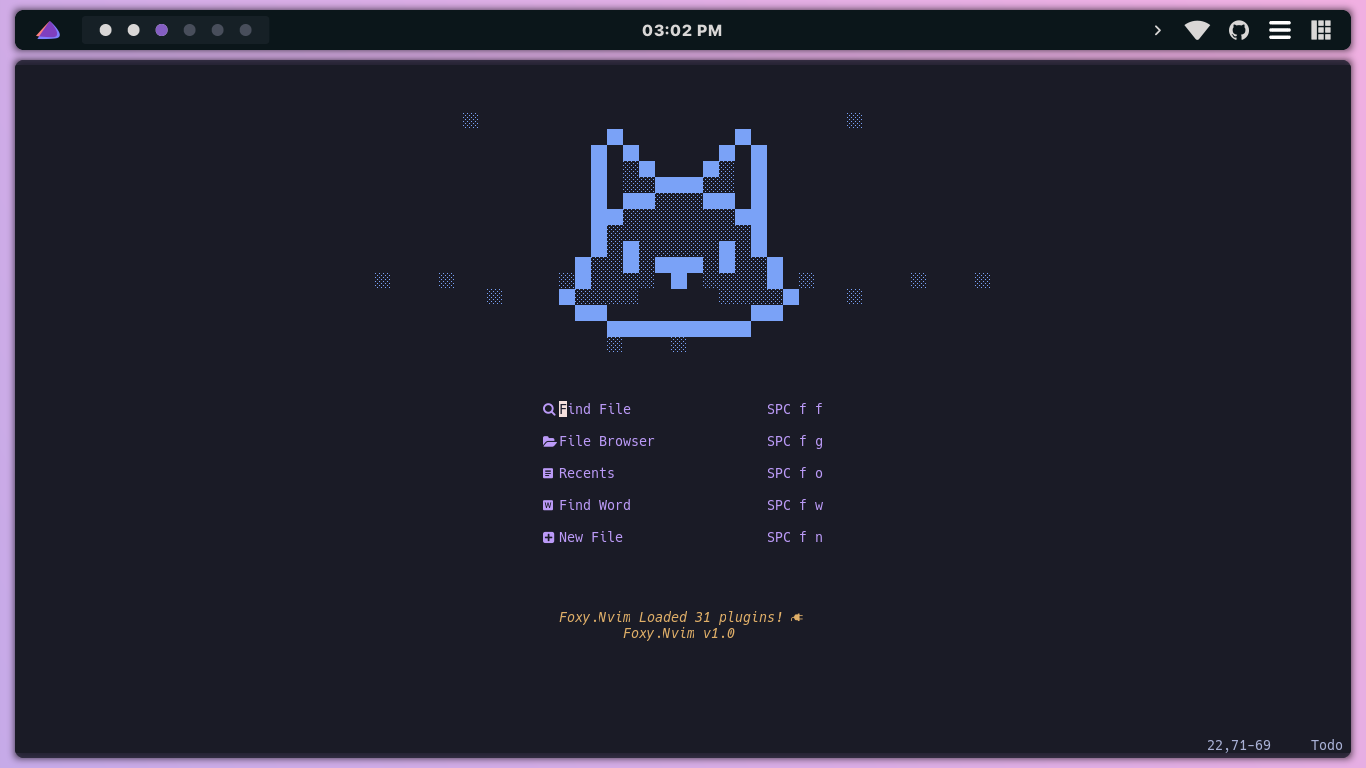 03:02 PM
Find File SPC f f
File Browser SPC f g
Recents SPC f o
Find Word SPC f w
New File SPC f n
Foxy.Nvim Loaded 31 plugins!
Foxy.Nvim v1.0
22,71-69 Todo